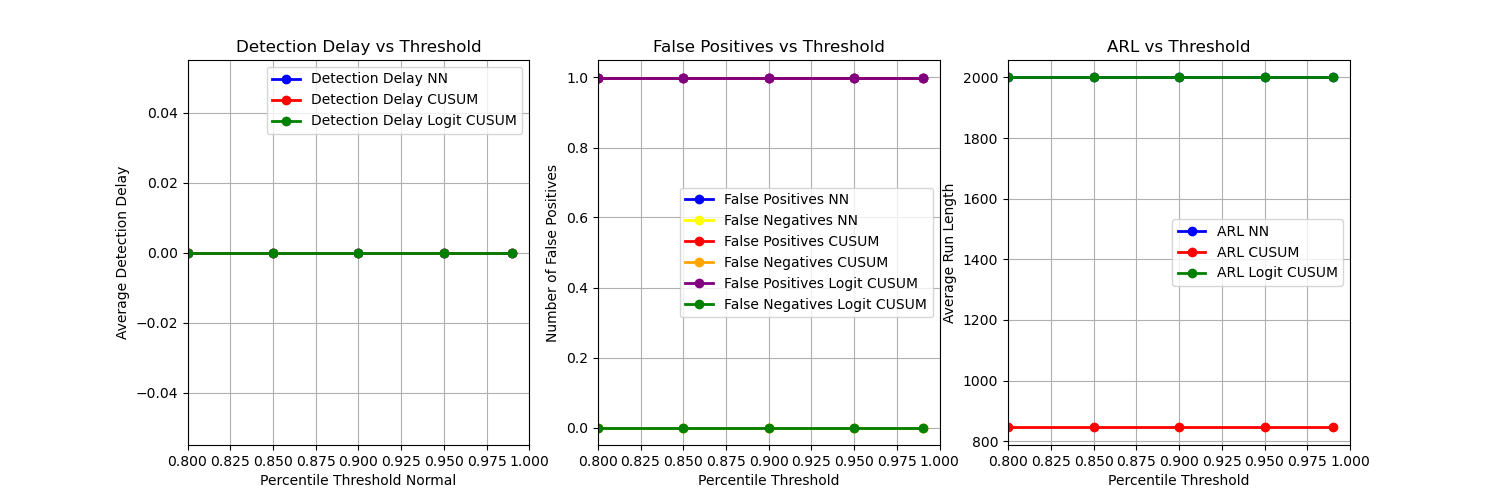 Detection Delay vs Threshold
Average Detection Delay
0.04
0.02
0.00
−0.02
−0.04
Detection Delay NN
Detection Delay CUSUM
Detection Delay Logit CUSUM
0.800 0.825 0.850 0.875 0.900 0.925 0.950 0.975 1.000
Percentile Threshold Normal
False Positives vs Threshold
Number of False Positives
1.0
0.8
0.6
0.4
0.2
0.0
False Positives NN
False Negatives NN
False Positives CUSUM
False Negatives CUSUM
False Positives Logit CUSUM
False Negatives Logit CUSUM
0.800 0.825 0.850 0.875 0.900 0.925 0.950 0.975 1.000
Percentile Threshold
ARL vs Threshold
Average Run Length
2000
1800
1600
1400
1200
1000
800
ARL NN
ARL CUSUM
ARL Logit CUSUM
0.800 0.825 0.850 0.875 0.900 0.925 0.950 0.975 1.000
Percentile Threshold